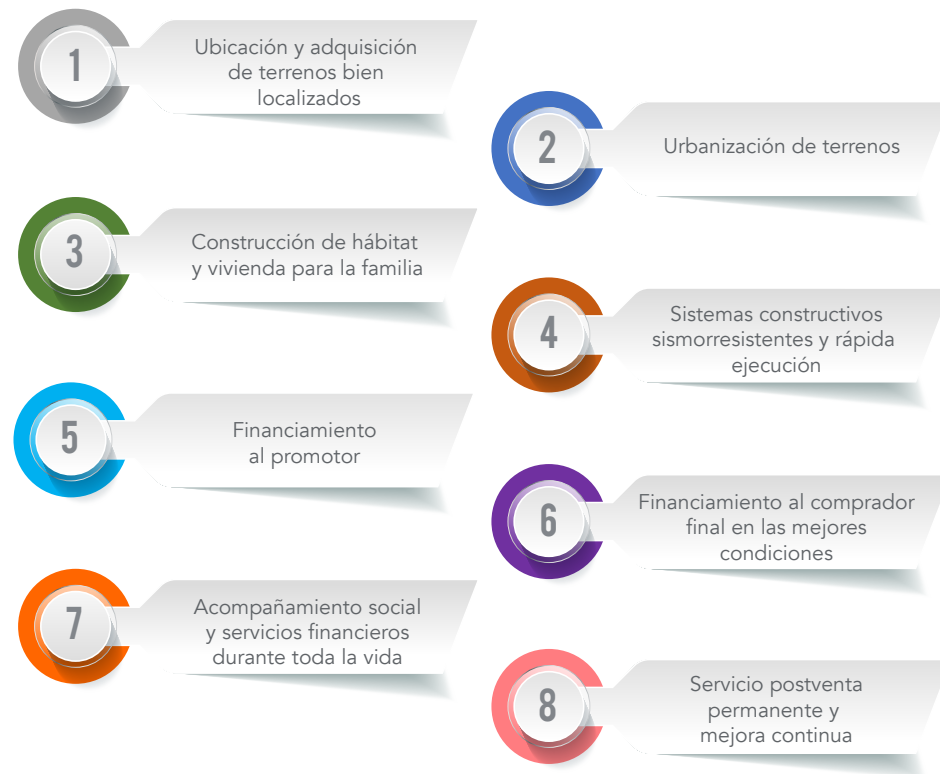 1
Ubicación y adquisición
de terrenos bien
localizados
2
Urbanización de terrenos
3
Construcción de hábitat
y vivienda para la familia
4
Sistemas constructivos
sismorresistentes y rápida
ejecución
5
Financiamiento
al promotor
6
Financiamiento al comprador
final en las mejores
condiciones
7
Acompañamiento social
y servicios financieros
durante toda la vida
8
Servicio postventa
permanente y
mejora continua